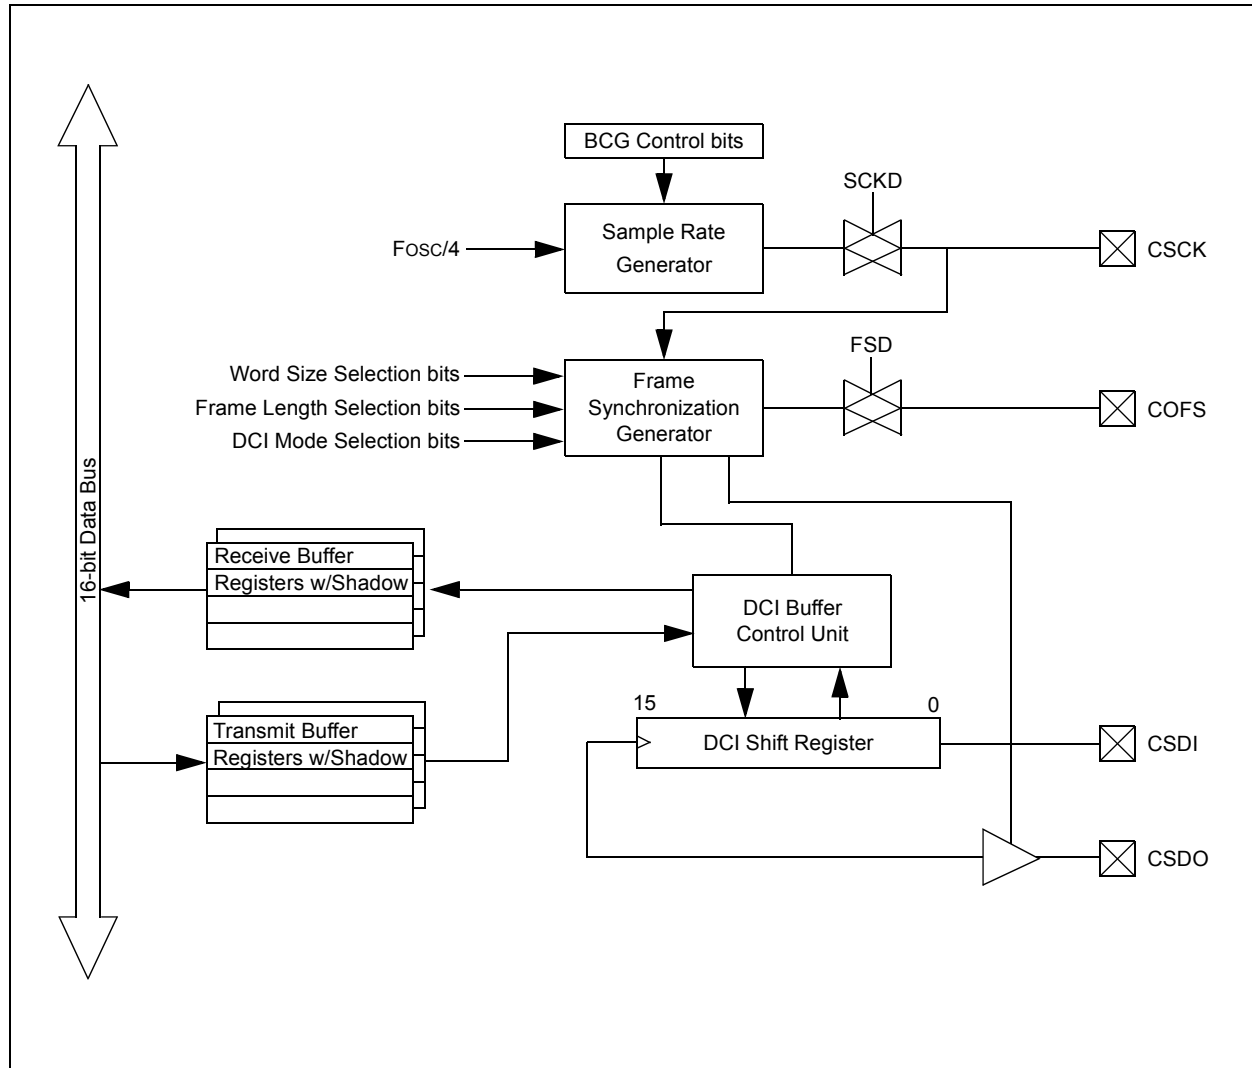 BCG Control bits
SCKD
Sample Rate
Generator
FOSC/4
CSCK
FSD
Word Size Selection bits
Frame Length Selection bits
DCI Mode Selection bits
Frame
Synchronization
Generator
COFS
16-bit Data Bus
Receive Buffer
Registers w/Shadow
DCI Buffer
Control Unit
15
0
Transmit Buffer
Registers w/Shadow
DCI Shift Register
CSDI
CSDO